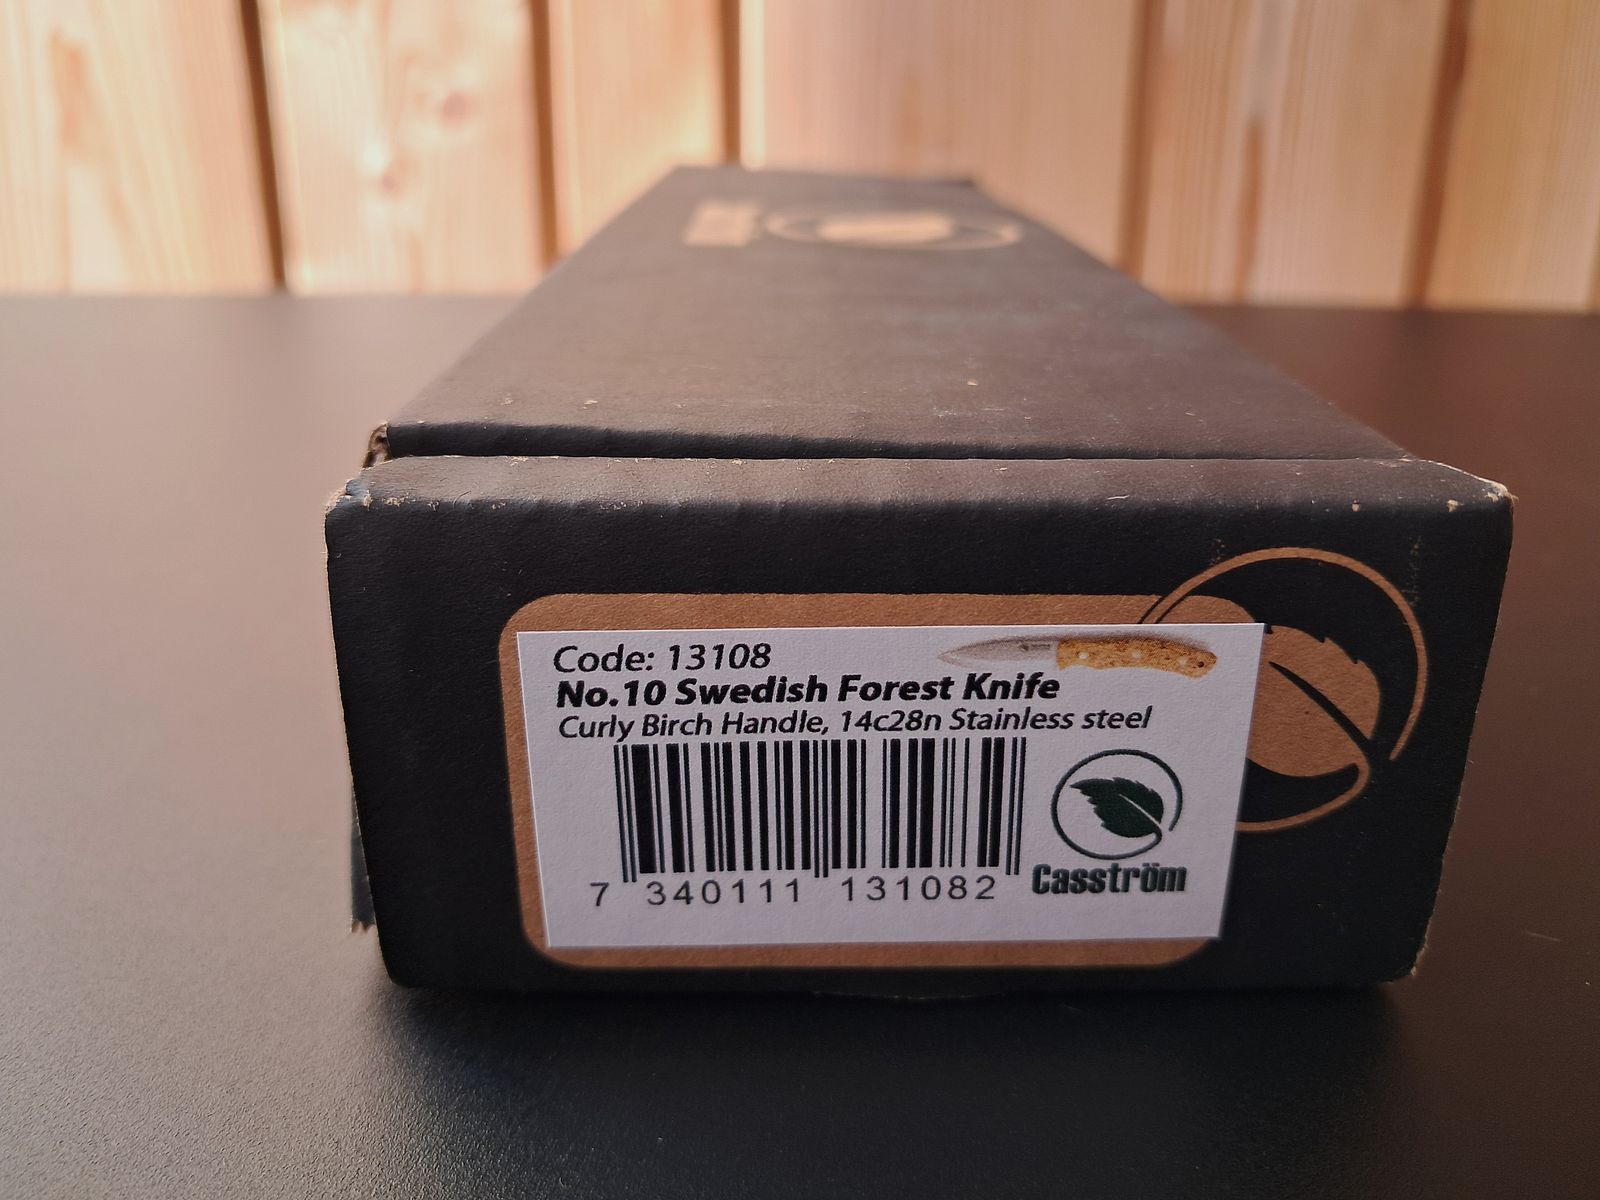 Code: 13108
No.10 Swedish Forest Knife
Curly Birch Handle, 14c28n Stainless steel
7 340111 131082
Casström